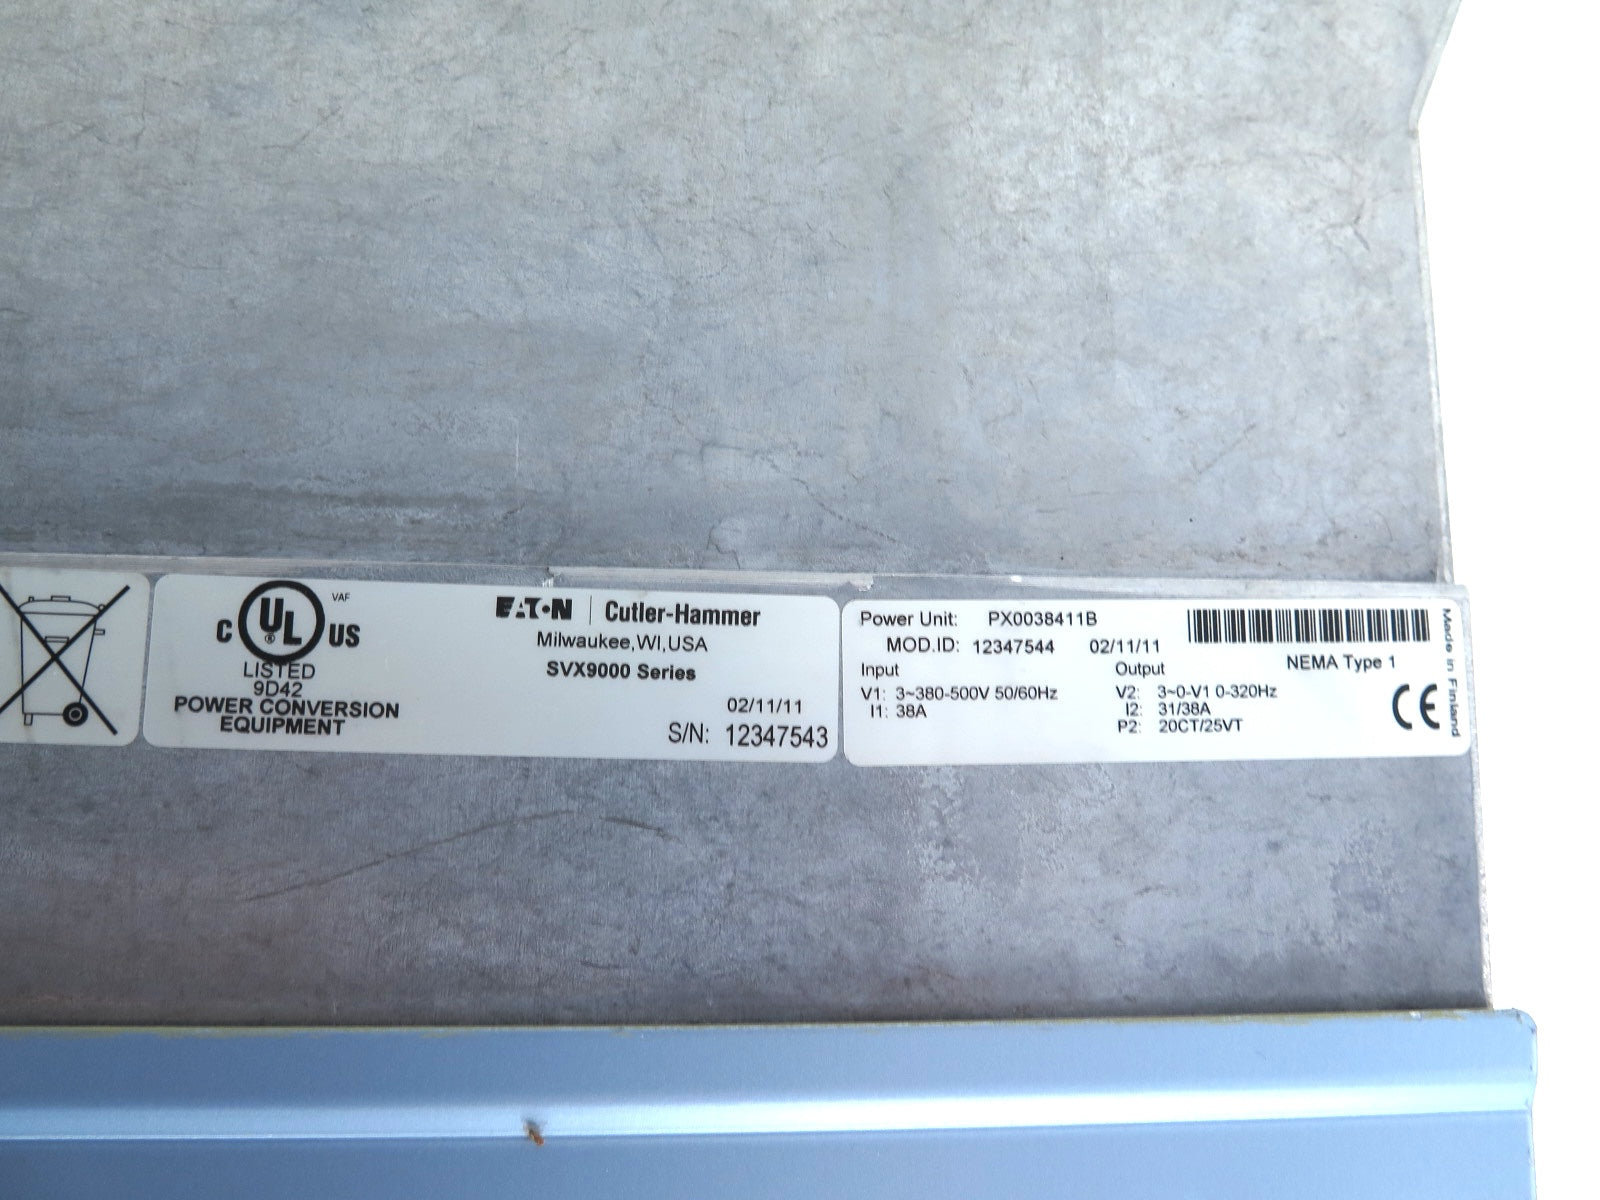 C UL ® US VAF
LISTED
9D42
POWER CONVERSION
EQUIPMENT
EATON | Cutler-Hammer
Milwaukee,WI,USA
SVX9000 Series
02/11/11
S/N: 12347543
Power Unit: PX0038411B
MOD.ID: 12347544 02/11/11
NEMA Type 1
Input
V1: 3~380-500V 50/60Hz
I1: 38A
Output
V2: 3~0-V1 0-320Hz
I2: 31/38A
P2: 20CT/25VT
CE
Made in Finland